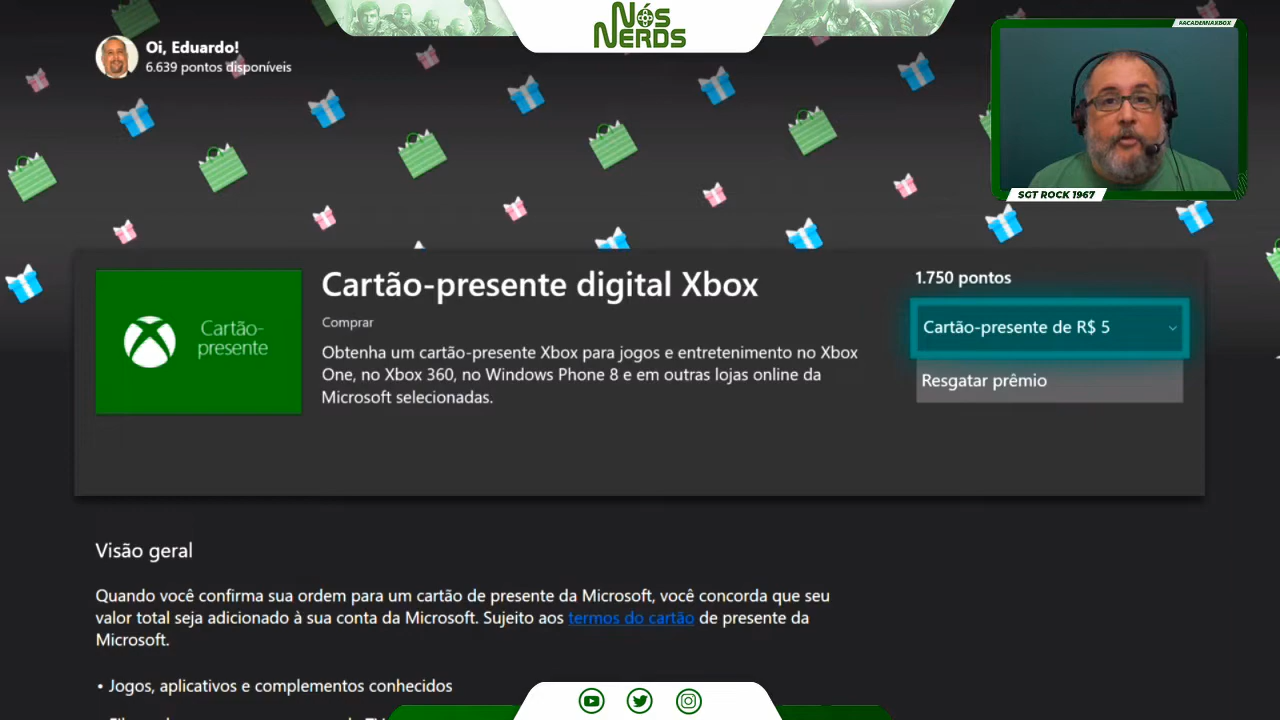 NÓS
NERDS
#ACADEMIAXBOX
Oi, Eduardo!
6.639 pontos disponíveis
SGT ROCK 1967
Cartão-
presente
Cartão-presente digital Xbox
Comprar
Obtenha um cartão-presente Xbox para jogos e entretenimento no Xbox
One, no Xbox 360, no Windows Phone 8 e em outras lojas online da
Microsoft selecionadas.
1.750 pontos
Cartão-presente de R$ 5
Resgatar prêmio
Visão geral
Quando você confirma sua ordem para um cartão de presente da Microsoft, você concorda que seu
valor total seja adicionado à sua conta da Microsoft. Sujeito aos termos do cartão de presente da
Microsoft.
• Jogos, aplicativos e complementos conhecidos